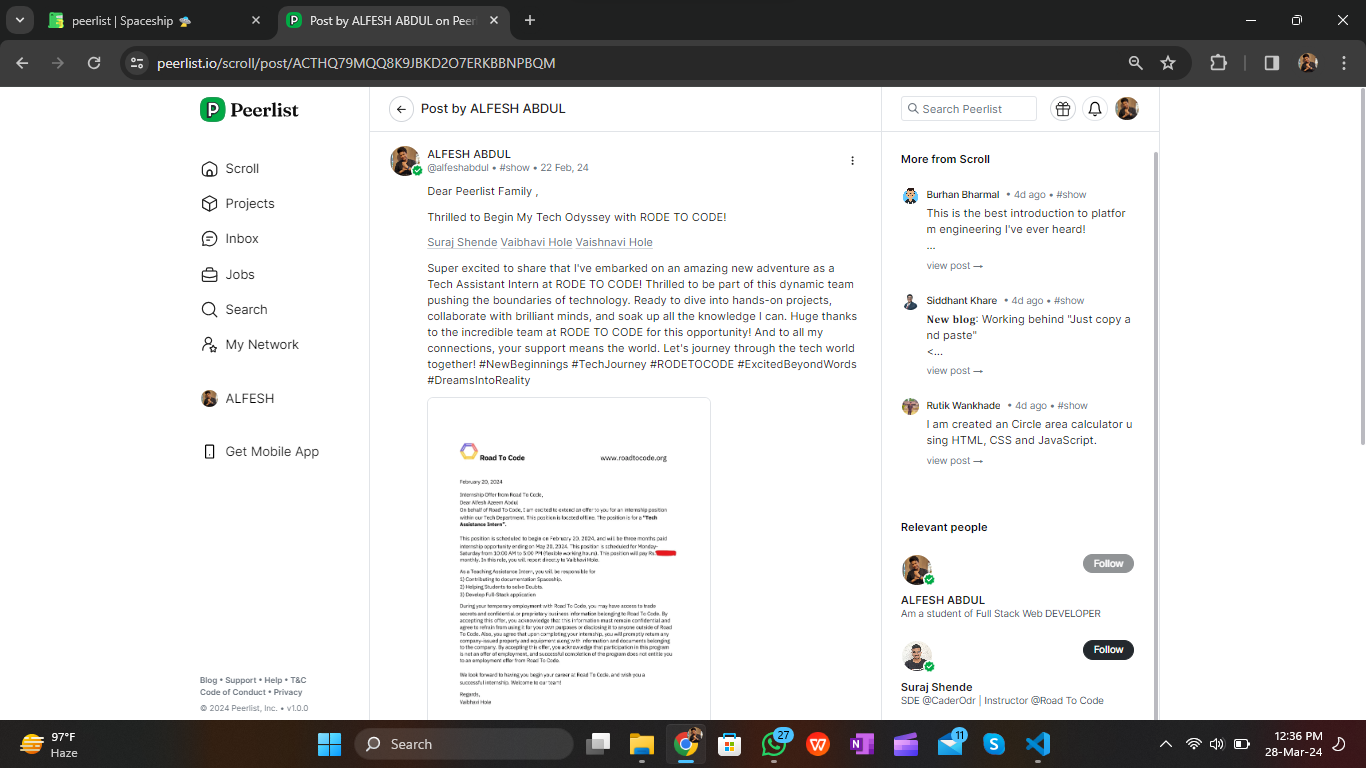 peerlist | Spaceship
Post by ALFESH ABDUL on Peer
peerlist.io/scroll/post/ACTHQ79MQQ8K9JBKD2O7ERKBBNPBQM
Peerlist
Scroll
Projects
Inbox
Jobs
Search
My Network
ALFESH
Get Mobile App
Blog • Support • Help • T&C
Code of Conduct • Privacy
© 2024 Peerlist, Inc. • v1.0.0
Post by ALFESH ABDUL
ALFESH ABDUL
@alfeshabdul • #show • 22 Feb, 24
Dear Peerlist Family ,
Thrilled to Begin My Tech Odyssey with RODE TO CODE!
Suraj Shende Vaibhavi Hole Vaishnavi Hole
Super excited to share that I've embarked on an amazing new adventure as a
Tech Assistant Intern at RODE TO CODE! Thrilled to be part of this dynamic team
pushing the boundaries of technology. Ready to dive into hands-on projects,
collaborate with brilliant minds, and soak up all the knowledge I can. Huge thanks
to the incredible team at RODE TO CODE for this opportunity! And to all my
connections, your support means the world. Let's journey through the tech world
together! #NewBeginnings #TechJourney #RODETOCODE #ExcitedBeyondWords
#DreamsIntoReality
Road To Code
www.roadtocode.org
February 20, 2024
Internship Offer from Road To Code,
Dear Alfesh Azeem Abdul
On behalf of Road To Code, I am excited to extend an offer to you for an internship position
within our Tech Department. This position is located offline. The position is for a "Tech
Assistance Intern".
This position is scheduled to begin on February 20, 2024, and will be three months paid
internship opportunity ending on May 20, 2024. This position is scheduled for Monday-
Saturday from 10:00 AM to 5:00 PM (flexible working hours). This position will pay Rs.
monthly. In this role, you will report directly to Vaibhavi Hole.
As a Teaching Assistance Intern, you will be responsible for
1) Contributing to documentation Spaceship.
2) Helping Students to solve Doubts.
3) Develop Full-Stack application
During your temporary employment with Road To Code, you may have access to trade
secrets and confidential or proprietary business information belonging to Road To Code. By
accepting this offer, you acknowledge that this information must remain confidential and
agree to refrain from using it for your own purposes or disclosing it to anyone outside of Road
To Code. Also, you agree that upon completing your internship, you will promptly return any
company-issued property and equipment along with information and documents belonging
to the company. By accepting this offer, you acknowledge that participation in this program
is not an offer of employment, and successful completion of the program does not entitle you
to an employment offer from Road To Code.
We look forward to having you begin your career at Road To Code, and wish you a
successful internship. Welcome to our team!
Regards,
Vaibhavi Hole
Search Peerlist
More from Scroll
Burhan Bharmal • 4d ago • #show
This is the best introduction to platfor
m engineering I've ever heard!
...
view post →
Siddhant Khare • 4d ago • #show
𝐍𝐞𝐰 𝐛𝐥𝐨𝐠: Working behind "Just copy a
nd paste"
<...
view post →
Rutik Wankhade • 4d ago • #show
I am created an Circle area calculator u
sing HTML, CSS and JavaScript.
view post →
Relevant people
Follow
ALFESH ABDUL
Am a student of Full Stack Web DEVELOPER
Follow
Suraj Shende
SDE @CaderOdr | Instructor @Road To Code
97°F
Haze
Search
27
11
12:36 PM
28-Mar-24